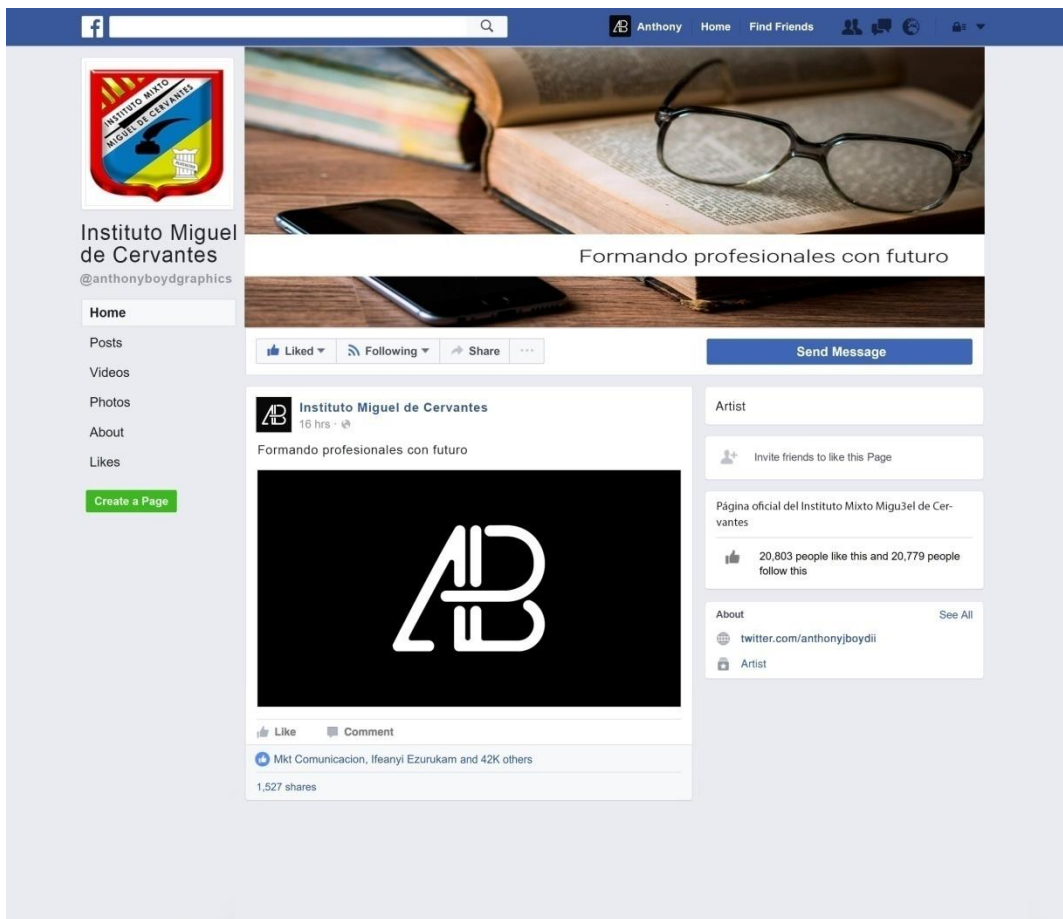 f
AB Anthony Home Find Friends
INSTITUTO MIXTO
MIGUEL DE CERVANTES
Instituto Miguel
de Cervantes
@anthonyboydgraphics
Home
Posts
Videos
Photos
About
Likes
Create a Page
Formando profesionales con futuro
Liked Following Share ...
Send Message
AB Instituto Miguel de Cervantes
16 hrs ·
Formando profesionales con futuro
AB
Like Comment
Mkt Comunicacion, Ifeanyi Ezurukam and 42K others
1,527 shares
Artist
Invite friends to like this Page
Página oficial del Instituto Mixto Migu3el de Cer-
vantes
20,803 people like this and 20,779 people
follow this
About See All
twitter.com/anthonyjboydii
Artist